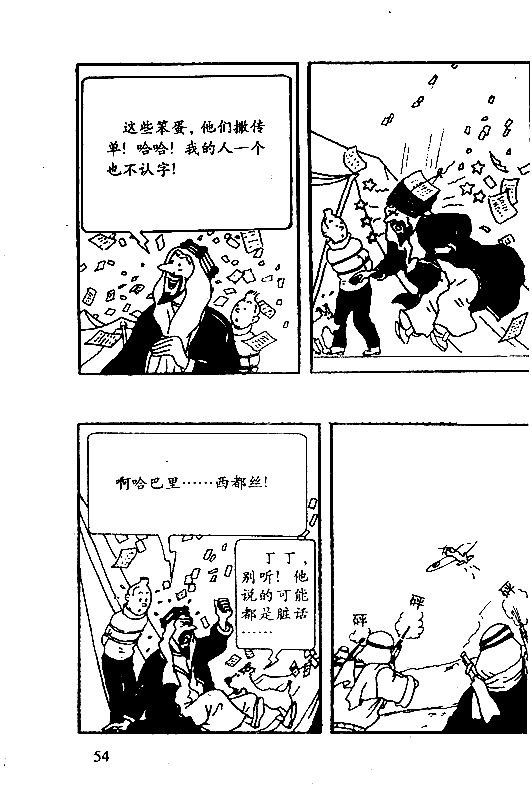 这些笨蛋，他们撒传
单！哈哈！我的人一个
也不认字！
啊哈巴里……西都丝！
丁丁，
别听！他
说的可能
都是脏话
……
砰
砰
砰
54